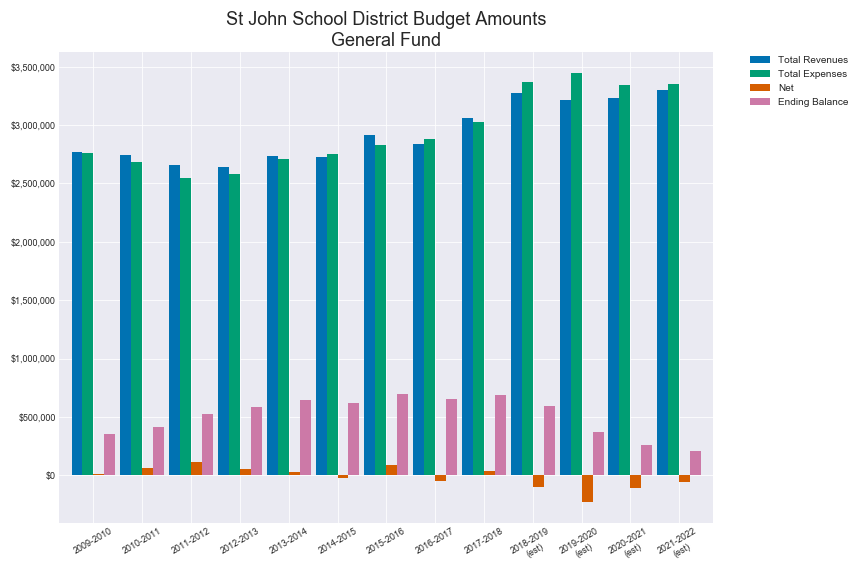 St John School District Budget Amounts
General Fund
Total Revenues
Total Expenses
Net
Ending Balance
$3,500,000
$3,000,000
$2,500,000
$2,000,000
$1,500,000
$1,000,000
$500,000
$0
2009-2010
2010-2011
2011-2012
2012-2013
2013-2014
2014-2015
2015-2016
2016-2017
2017-2018
2018-2019
(est)
2019-2020
(est)
2020-2021
(est)
2021-2022
(est)